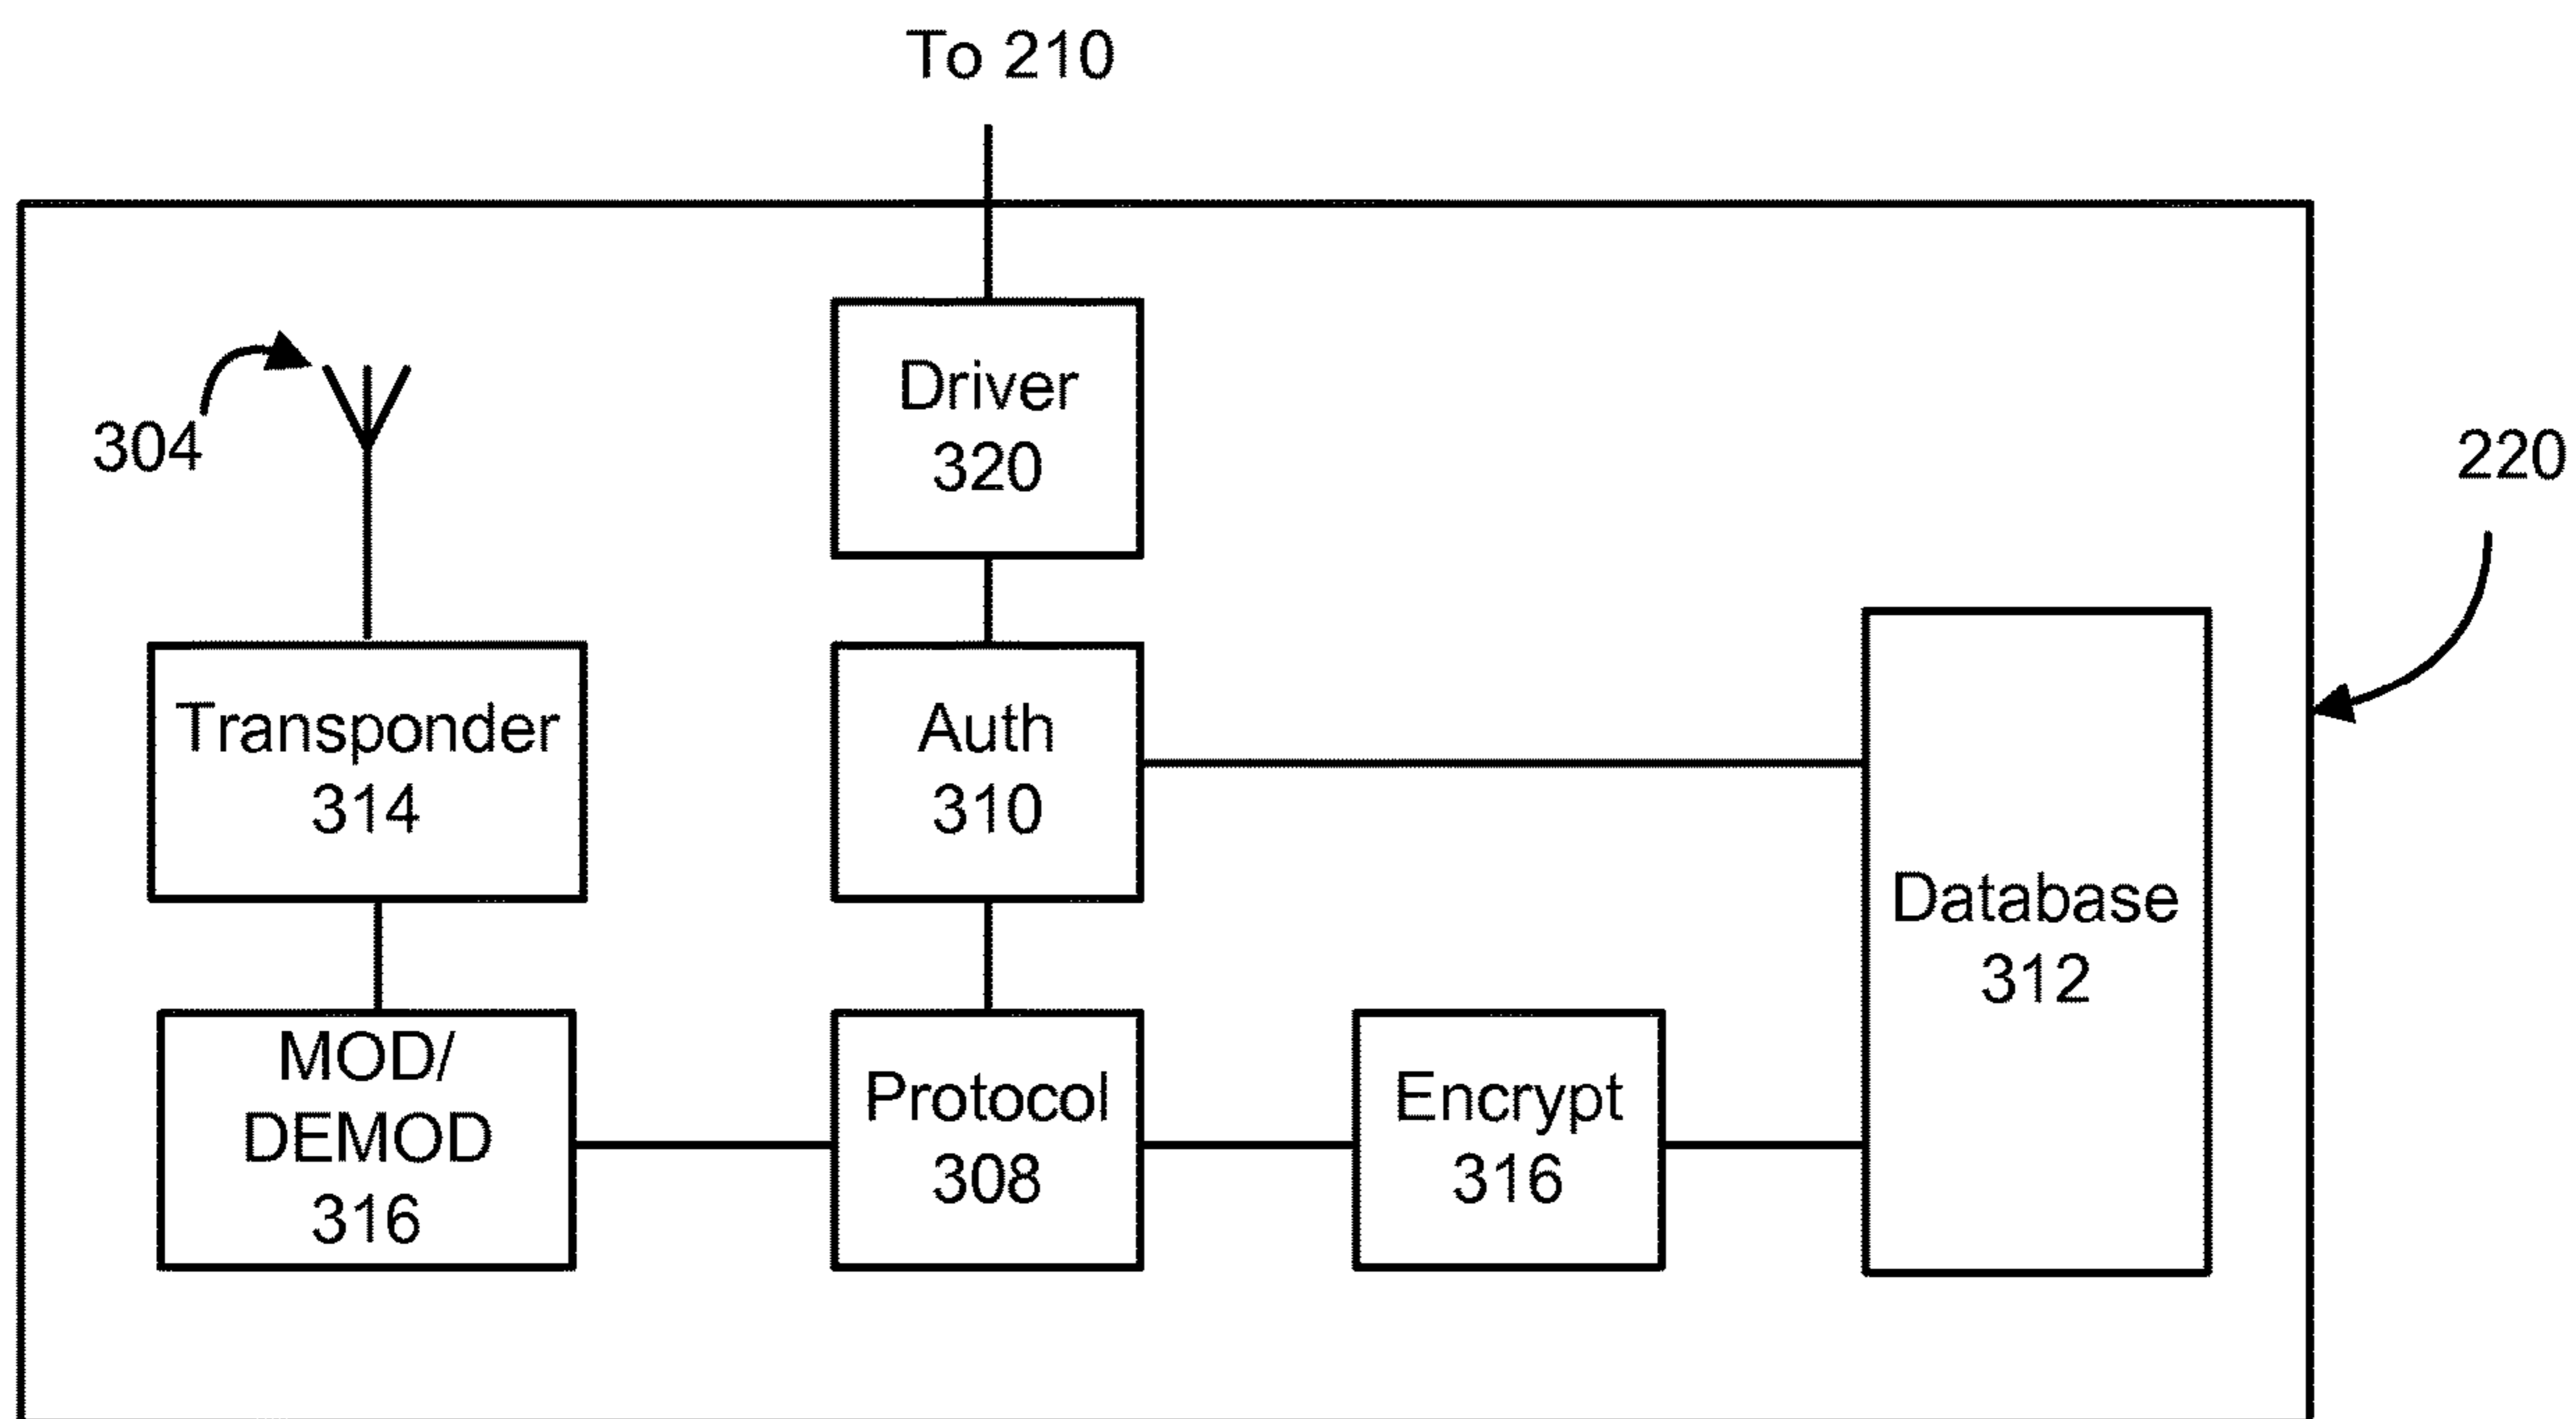 To 210
Driver
320
304
220
Transponder
314
Auth
310
Database
312
MOD/
DEMOD
316
Protocol
308
Encrypt
316